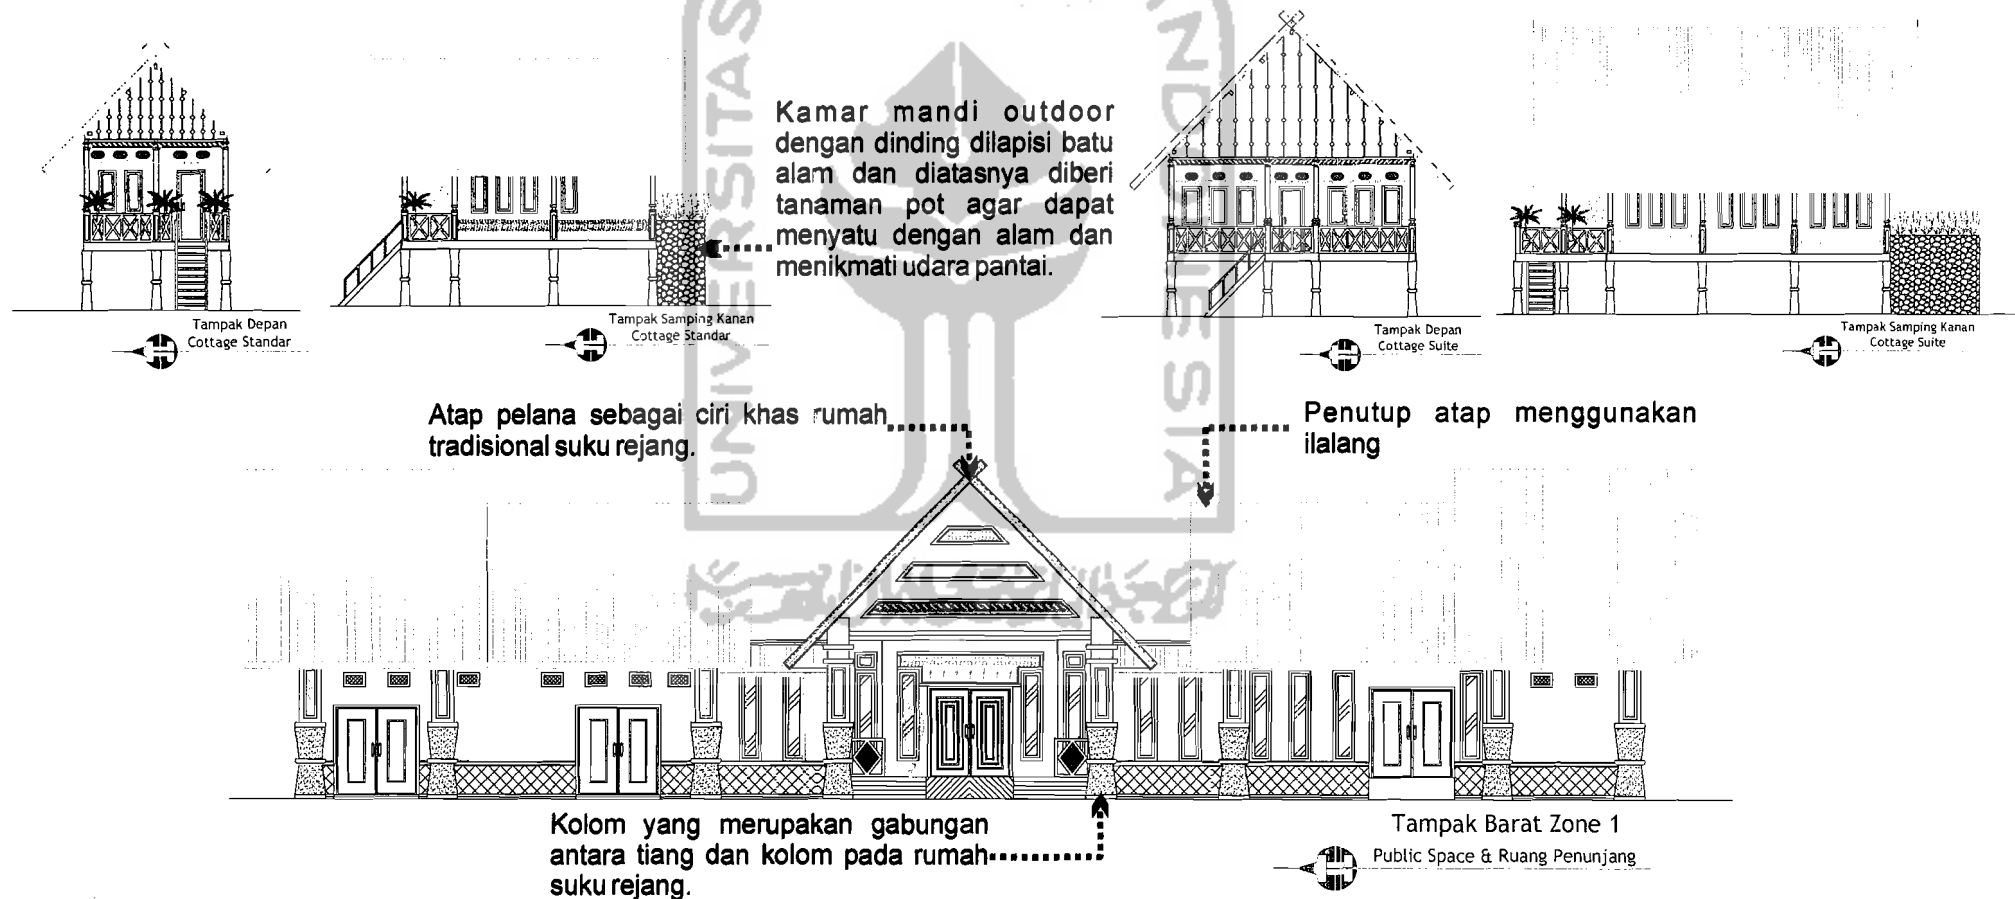 Kamar mandi outdoor
dengan dinding dilapisi batu
alam dan diatasnya diberi
tanaman pot agar dapat
menyatu dengan alam dan
menikmati udara pantai.
Tampak Depan
Cottage Standar
Tampak Samping Kanan
Cottage Standar
Tampak Depan
Cottage Suite
Tampak Samping Kanan
Cottage Suite
Atap pelana sebagai ciri khas rumah
tradisional suku rejang.
Penutup atap menggunakan
ilalang
Kolom yang merupakan gabungan
antara tiang dan kolom pada rumah
suku rejang.
Tampak Barat Zone 1
Public Space & Ruang Penunjang
UNIVERSITAS